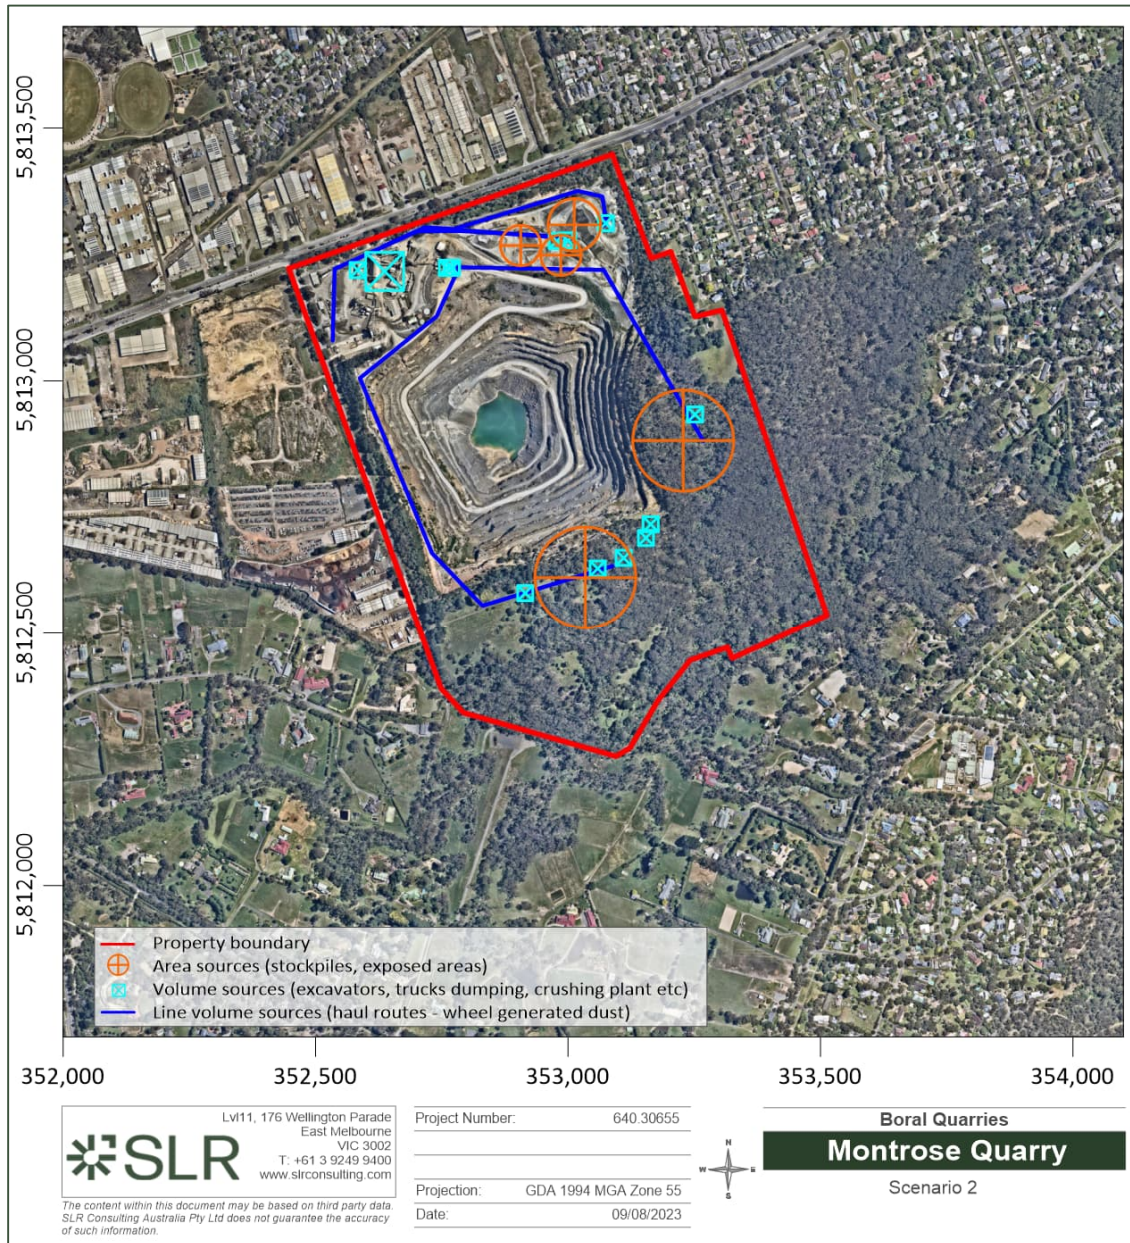 5,813,500
5,813,000
5,812,500
5,812,000
Property boundary
Area sources (stockpiles, exposed areas)
Volume sources (excavators, trucks dumping, crushing plant etc)
Line volume sources (haul routes - wheel generated dust)
352,000
352,500
353,000
353,500
354,000
SLR
Lvl11, 176 Wellington Parade
East Melbourne
VIC 3002
T: +61 3 9249 9400
www.slrconsulting.com
The content within this document may be based on third party data.
SLR Consulting Australia Pty Ltd does not guarantee the accuracy
of such information.
Project Number: 640.30655
Projection: GDA 1994 MGA Zone 55
Date: 09/08/2023
N
W E
S
Boral Quarries
Montrose Quarry
Scenario 2